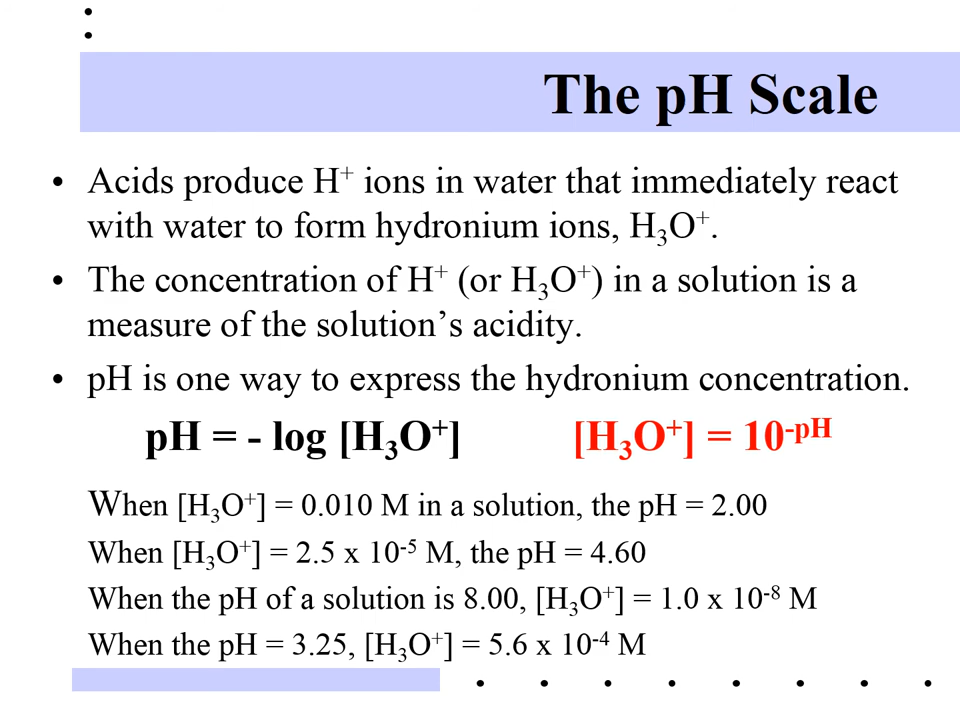 The pH Scale
• Acids produce H⁺ ions in water that immediately react
with water to form hydronium ions, H₃O⁺.
• The concentration of H⁺ (or H₃O⁺) in a solution is a
measure of the solution’s acidity.
• pH is one way to express the hydronium concentration.
pH = - log [H₃O⁺] [H₃O⁺] = 10⁻ᵖᴴ
When [H₃O⁺] = 0.010 M in a solution, the pH = 2.00
When [H₃O⁺] = 2.5 x 10⁻⁵ M, the pH = 4.60
When the pH of a solution is 8.00, [H₃O⁺] = 1.0 x 10⁻⁸ M
When the pH = 3.25, [H₃O⁺] = 5.6 x 10⁻⁴ M